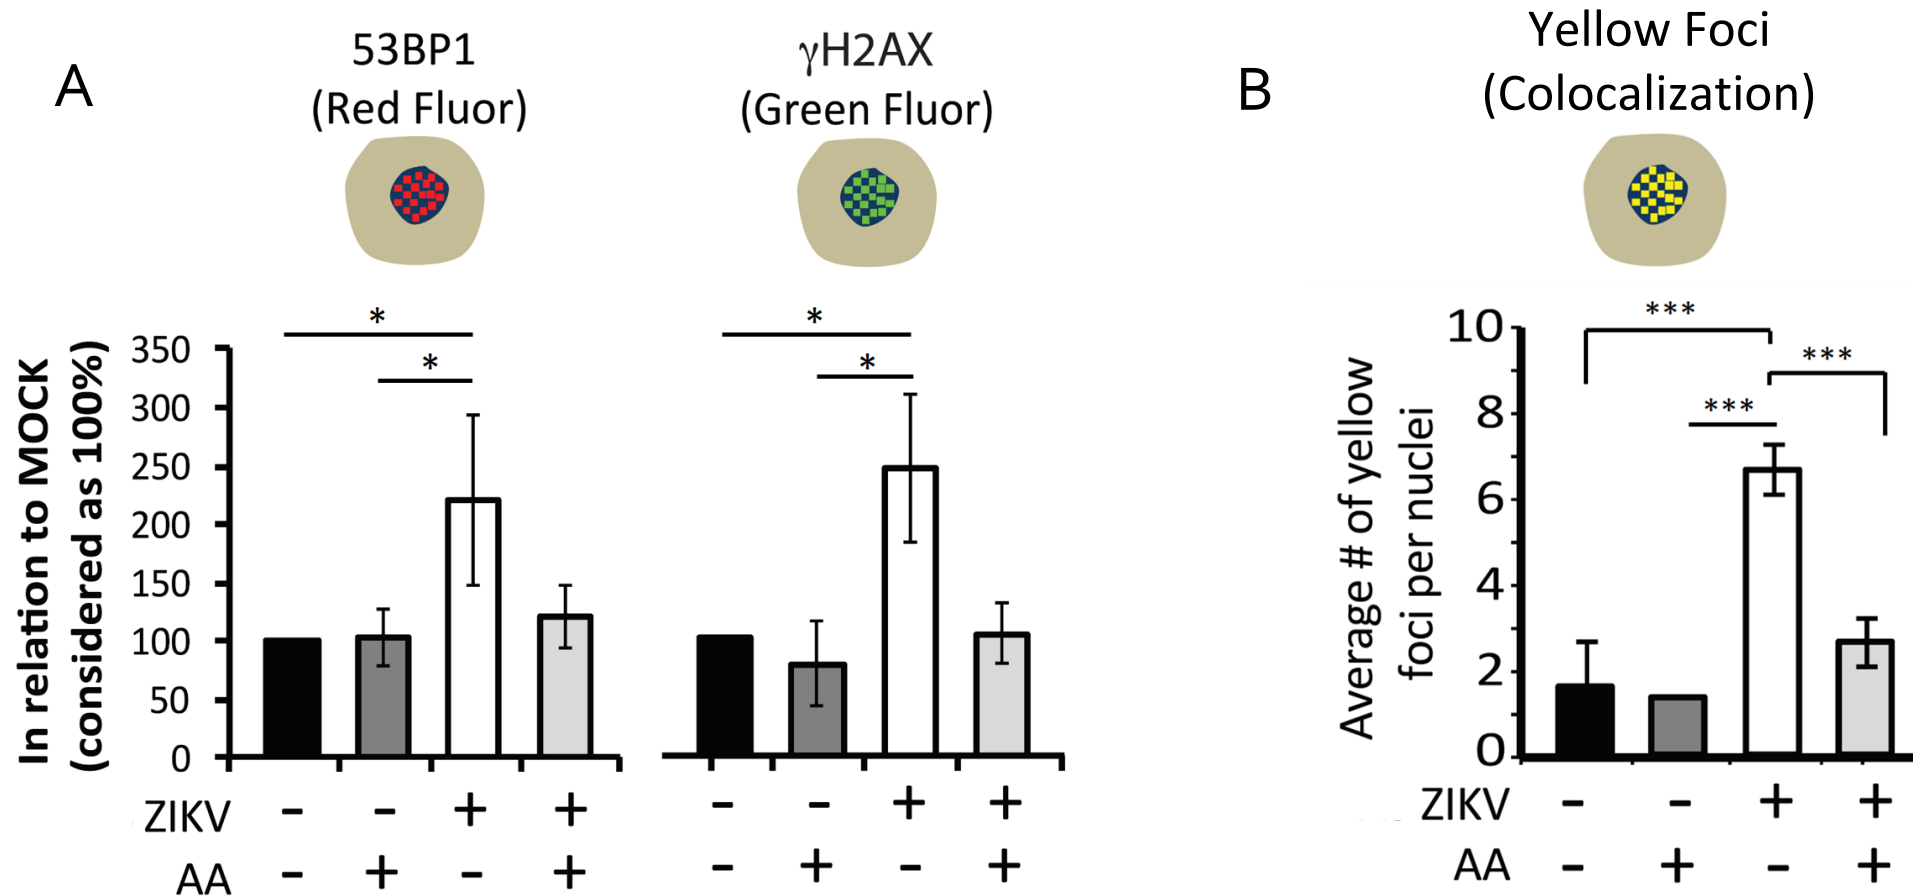 A
53BP1
(Red Fluor)
γH2AX
(Green Fluor)
In relation to MOCK
(considered as 100%)
350
300
250
200
150
100
50
0
*
*
*
*
ZIKV - - + +
AA - + - +
- - + +
- + - +
B
Yellow Foci
(Colocalization)
Average # of yellow
foci per nuclei
10
8
6
4
2
0
***
***
***
ZIKV - - + +
AA - + - +